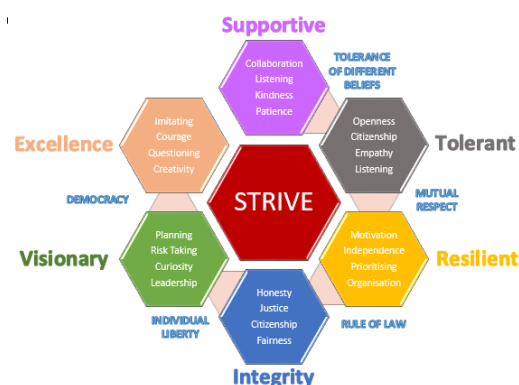 Supportive
Collaboration
Listening
Kindness
Patience
TOLERANCE
OF DIFFERENT
BELIEFS
Excellence
Imitating
Courage
Questioning
Creativity
Openness
Citizenship
Empathy
Listening
Tolerant
STRIVE
DEMOCRACY
MUTUAL
RESPECT
Visionary
Planning
Risk Taking
Curiosity
Leadership
Motivation
Independence
Prioritising
Organisation
Resilient
Honesty
Justice
Citizenship
Fairness
INDIVIDUAL
LIBERTY
RULE OF LAW
Integrity